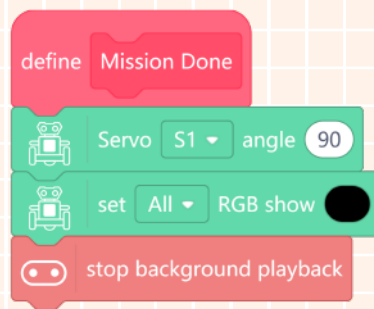 define Mission Done
Servo S1 angle 90
set All RGB show
stop background playback